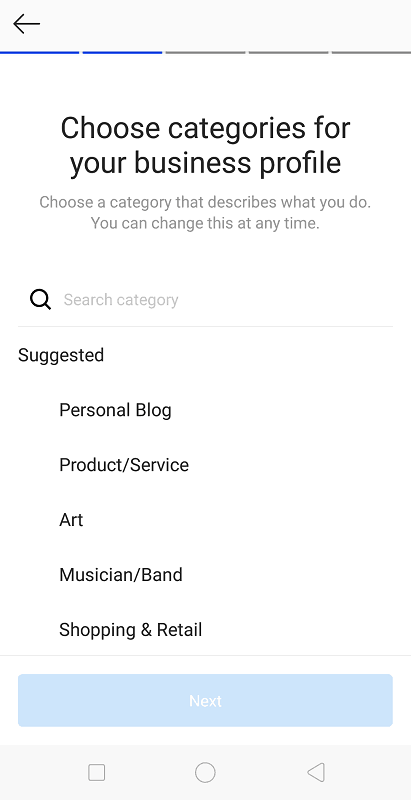 Choose categories for
your business profile
Choose a category that describes what you do.
You can change this at any time.
Search category
Suggested
Personal Blog
Product/Service
Art
Musician/Band
Shopping & Retail
Next